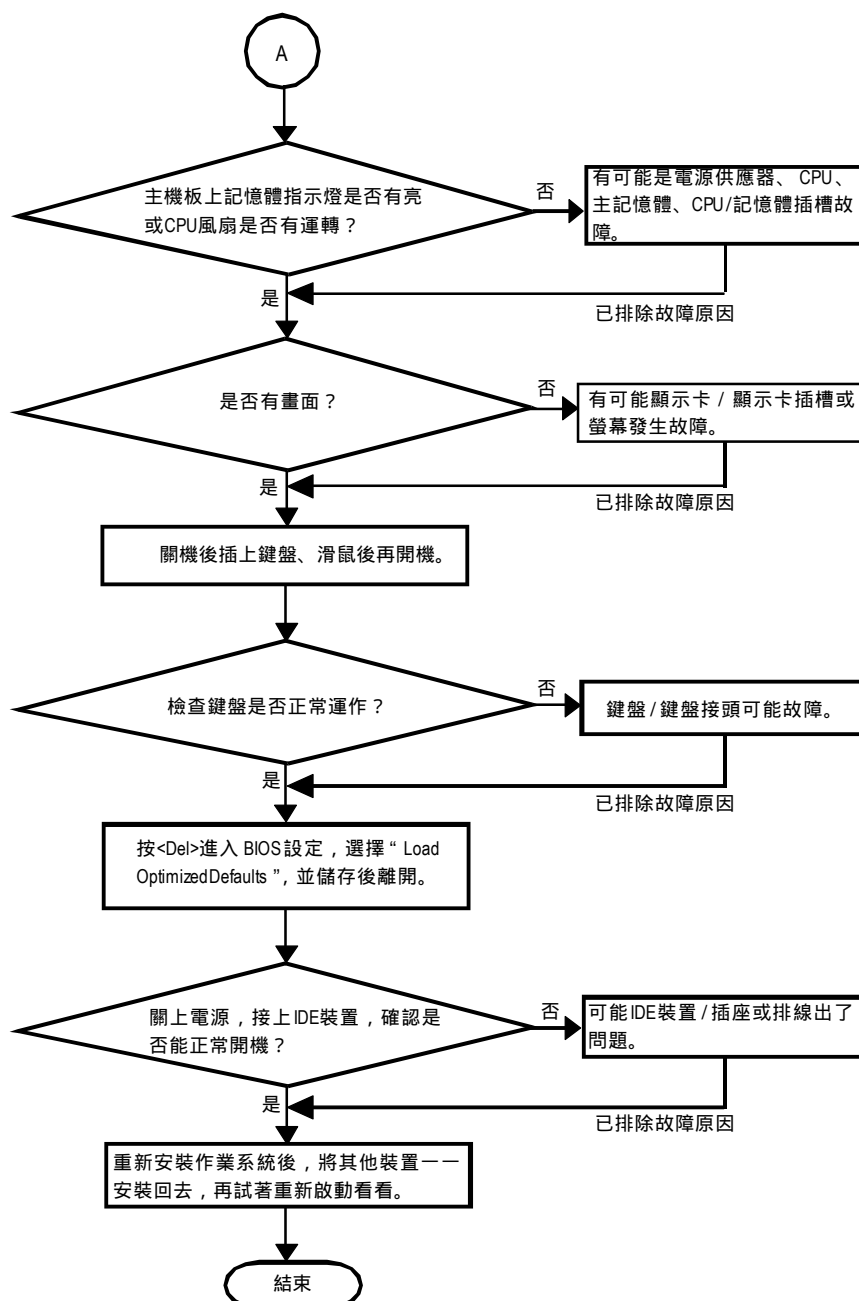 A
主機板上記憶體指示燈是否有亮
或CPU風扇是否有運轉？
否
有可能是電源供應器、CPU、
主記憶體、CPU/記憶體插槽故
障。
是
已排除故障原因
是否有畫面？
否
有可能顯示卡 / 顯示卡插槽或
螢幕發生故障。
是
已排除故障原因
關機後插上鍵盤、滑鼠後再開機。
檢查鍵盤是否正常運作？
否
鍵盤 / 鍵盤接頭可能故障。
是
已排除故障原因
按<Del>進入 BIOS 設定，選擇 “ Load
OptimizedDefaults ”，並儲存後離開。
關上電源，接上IDE裝置，確認是
否能正常開機？
否
可能IDE裝置 / 插座或排線出了
問題。
是
已排除故障原因
重新安裝作業系統後，將其他裝置一一
安裝回去，再試著重新啟動看看。
結束